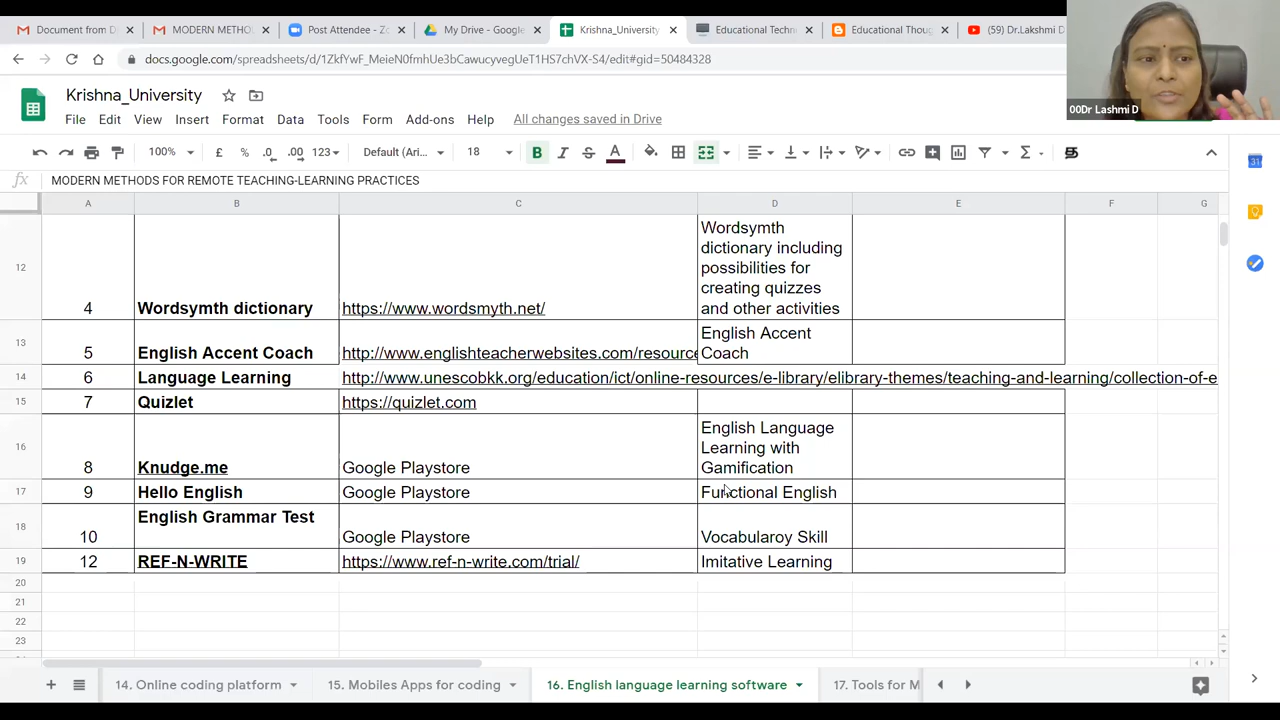 Document from D
MODERN METHO
Post Attendee - Zo
My Drive - Google
Krishna_University
Educational Techn
Educational Thoug
(59) Dr.Lakshmi D
docs.google.com/spreadsheets/d/1ZkfYwF_MeieN0fmhUe3bCawucyveg1bT1HS7chVX-S4/edit#gid=50484328
00Dr Lashmi D
Krishna_University
File Edit View Insert Format Data Tools Form Add-ons Help All changes saved in Drive
100% £ % .0 .00 123 Default (Ari... 18 B I S A
fx MODERN METHODS FOR REMOTE TEACHING-LEARNING PRACTICES
A B C D E F G
12 4 Wordsymth dictionary https://www.wordsmyth.net/
Wordsymth
dictionary including
possibilities for
creating quizzes
and other activities
13 5 English Accent Coach http://www.englishteacherwebsites.com/resource
English Accent
Coach
14 6 Language Learning http://www.unescobkk.org/education/ict/online-resources/e-library/elibrary-themes/teaching-and-learning/collection-of-e
15 7 Quizlet https://quizlet.com
16 8 Knudge.me Google Playstore
English Language
Learning with
Gamification
17 9 Hello English Google Playstore Functional English
18 10 English Grammar Test Google Playstore Vocabularoy Skill
19 12 REF-N-WRITE https://www.ref-n-write.com/trial/ Imitative Learning
20
21
22
23
14. Online coding platform 15. Mobiles Apps for coding 16. English language learning software 17. Tools for M